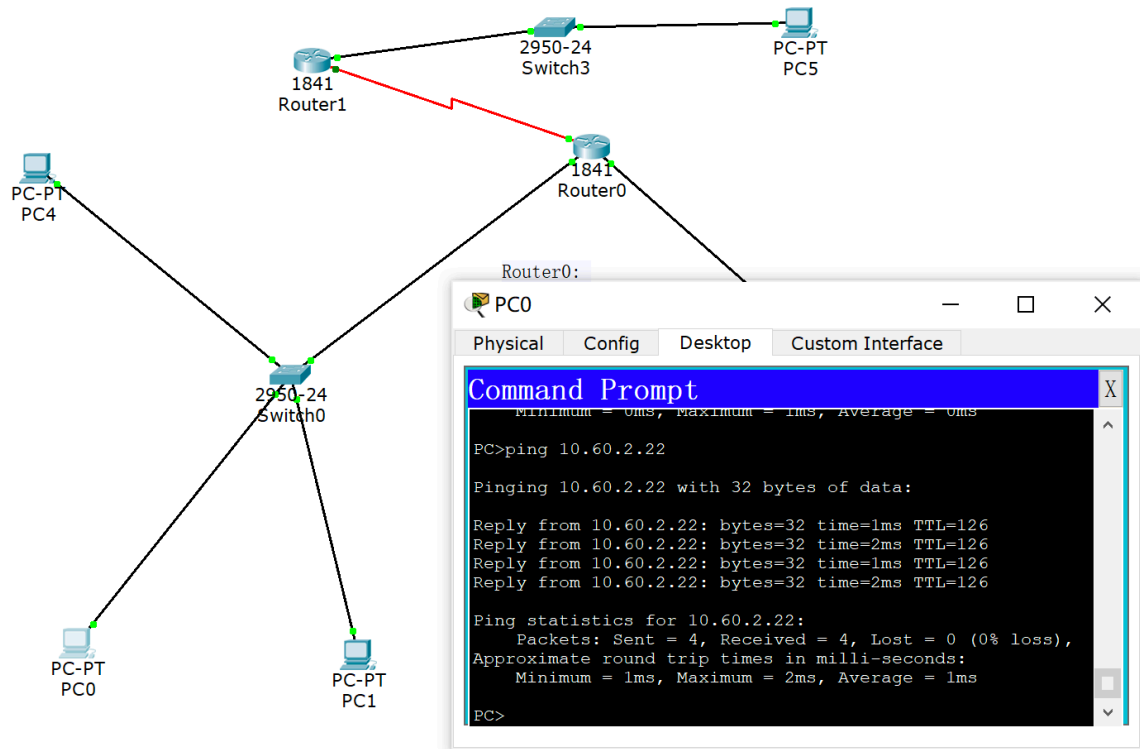 2950-24
Switch3
PC-PT
PC5
1841
Router1
1841
Router0
PC-PT
PC4
Router0:
PC0
Physical
Config
Desktop
Custom Interface
Command Prompt
X
Minimum = 0ms, Maximum = 1ms, Average = 0ms
PC>ping 10.60.2.22
Pinging 10.60.2.22 with 32 bytes of data:
Reply from 10.60.2.22: bytes=32 time=1ms TTL=126
Reply from 10.60.2.22: bytes=32 time=2ms TTL=126
Reply from 10.60.2.22: bytes=32 time=1ms TTL=126
Reply from 10.60.2.22: bytes=32 time=2ms TTL=126
Ping statistics for 10.60.2.22:
Packets: Sent = 4, Received = 4, Lost = 0 (0% loss),
Approximate round trip times in milli-seconds:
Minimum = 1ms, Maximum = 2ms, Average = 1ms
PC>
2950-24
Switch0
PC-PT
PC0
PC-PT
PC1